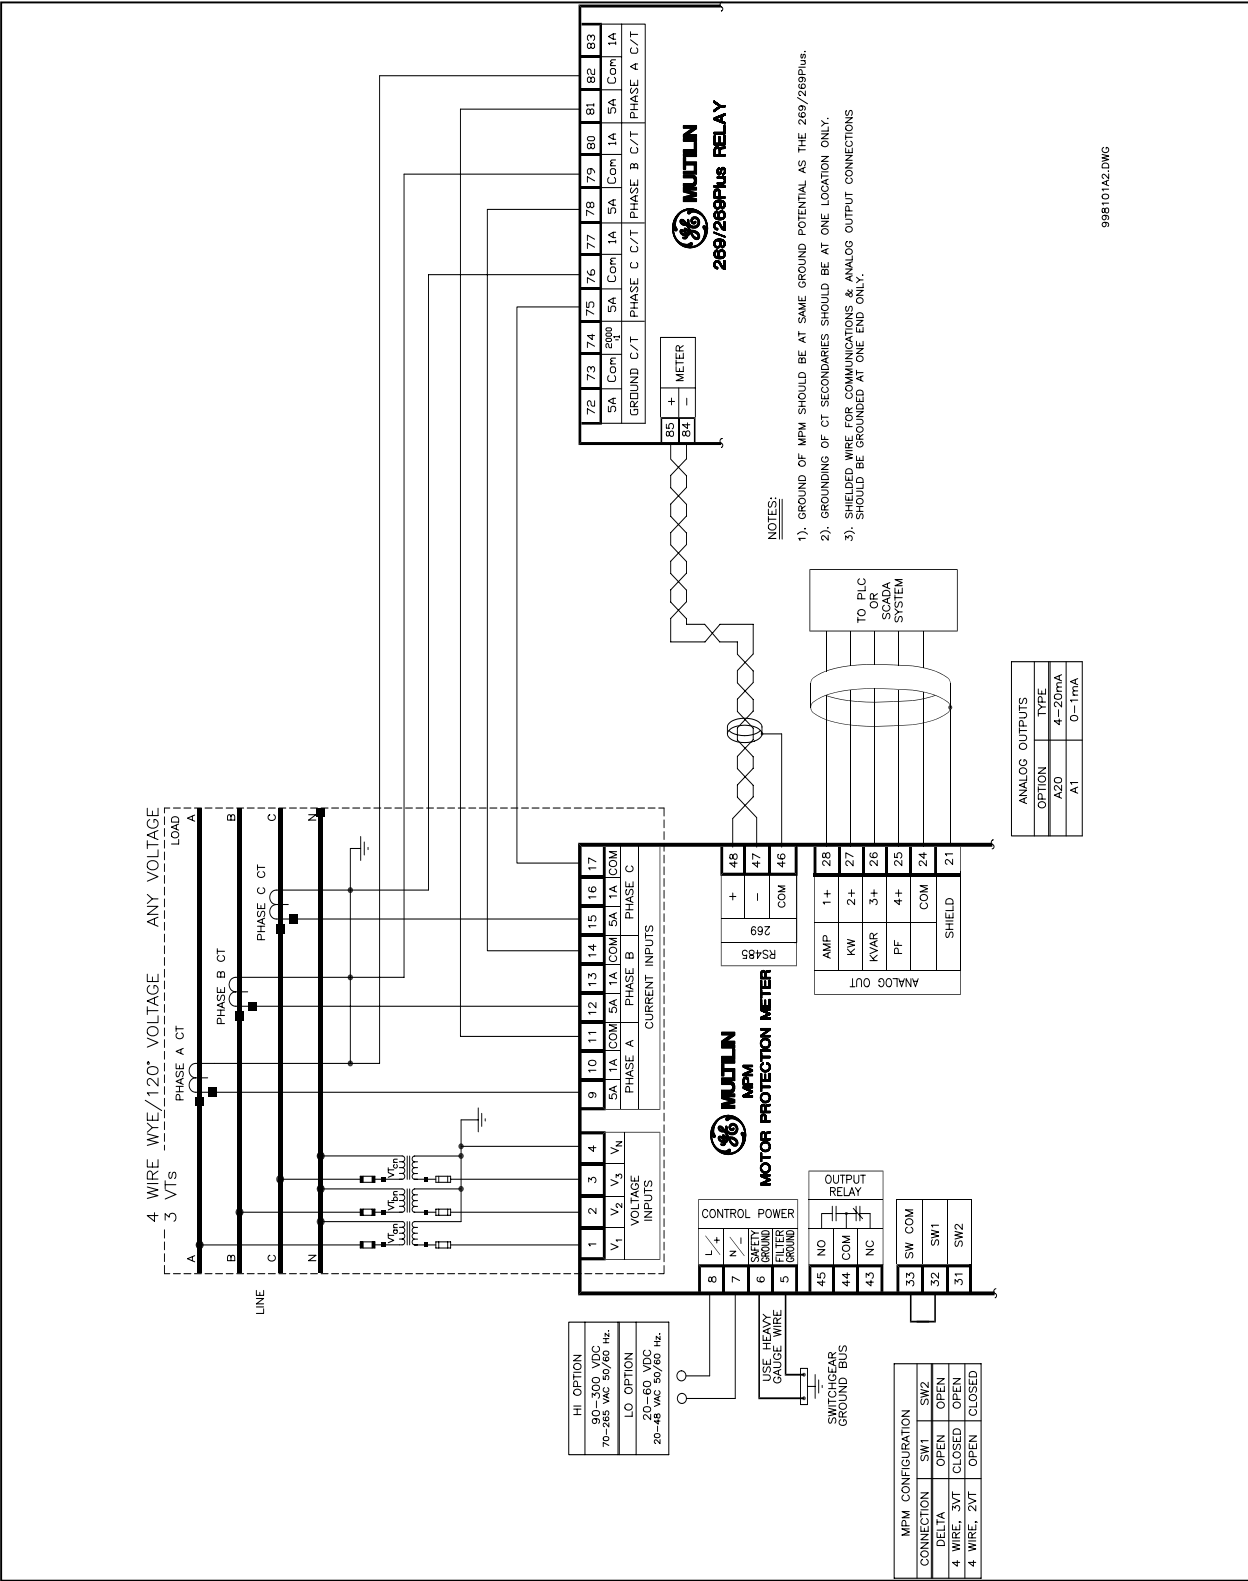 4 WIRE WYE/120° VOLTAGE ANY VOLTAGE
3 VTs
LINE
LOAD
A
B
C
N
A
B
C
N
PHASE A CT
PHASE B CT
PHASE C CT
VTan
VTbn
VTcn
1 2 3 4
V1 V2 V3 VN
VOLTAGE
INPUTS
9 10 11 12 13 14 15 16 17
5A 1A COM 5A 1A COM 5A 1A COM
PHASE A PHASE B PHASE C
CURRENT INPUTS
83 82 81 80 79 78 77 76 75 74 73 72
1A Com 5A 1A Com 5A 1A Com 5A 2000:1 Com 5A
PHASE A C/T
PHASE B C/T
PHASE C C/T
GROUND C/T
GE MULTILIN
269/269Plus RELAY
85 +
84 −
METER
HI OPTION
90−300 VDC
70−265 VAC 50/60 Hz.
LO OPTION
20−60 VDC
20−48 VAC 50/60 Hz.
CONTROL POWER
8 L/+
7 N/−
6 SAFETY GROUND
5 FILTER GROUND
USE HEAVY
GAUGE WIRE
SWITCHGEAR
GROUND BUS
GE MULTILIN
MPM
MOTOR PROTECTION METER
OUTPUT
RELAY
45 NO
44 COM
43 NC
33 SW COM
32 SW1
31 SW2
RS485
269
+ 48
− 47
COM 46
ANALOG OUT
AMP 1+ 28
KW 2+ 27
KVAR 3+ 26
PF 4+ 25
COM 24
SHIELD 21
TO PLC
OR
SCADA
SYSTEM
MPM CONFIGURATION
CONNECTION SW1 SW2
DELTA OPEN OPEN
4 WIRE, 3VT CLOSED OPEN
4 WIRE, 2VT OPEN CLOSED
ANALOG OUTPUTS
OPTION TYPE
A20 4−20mA
A1 0−1mA
NOTES:
1). GROUND OF MPM SHOULD BE AT SAME GROUND POTENTIAL AS THE 269/269Plus.
2). GROUNDING OF CT SECONDARIES SHOULD BE AT ONE LOCATION ONLY.
3). SHIELDED WIRE FOR COMMUNICATIONS & ANALOG OUTPUT CONNECTIONS
SHOULD BE GROUNDED AT ONE END ONLY.
998101A2.DWG